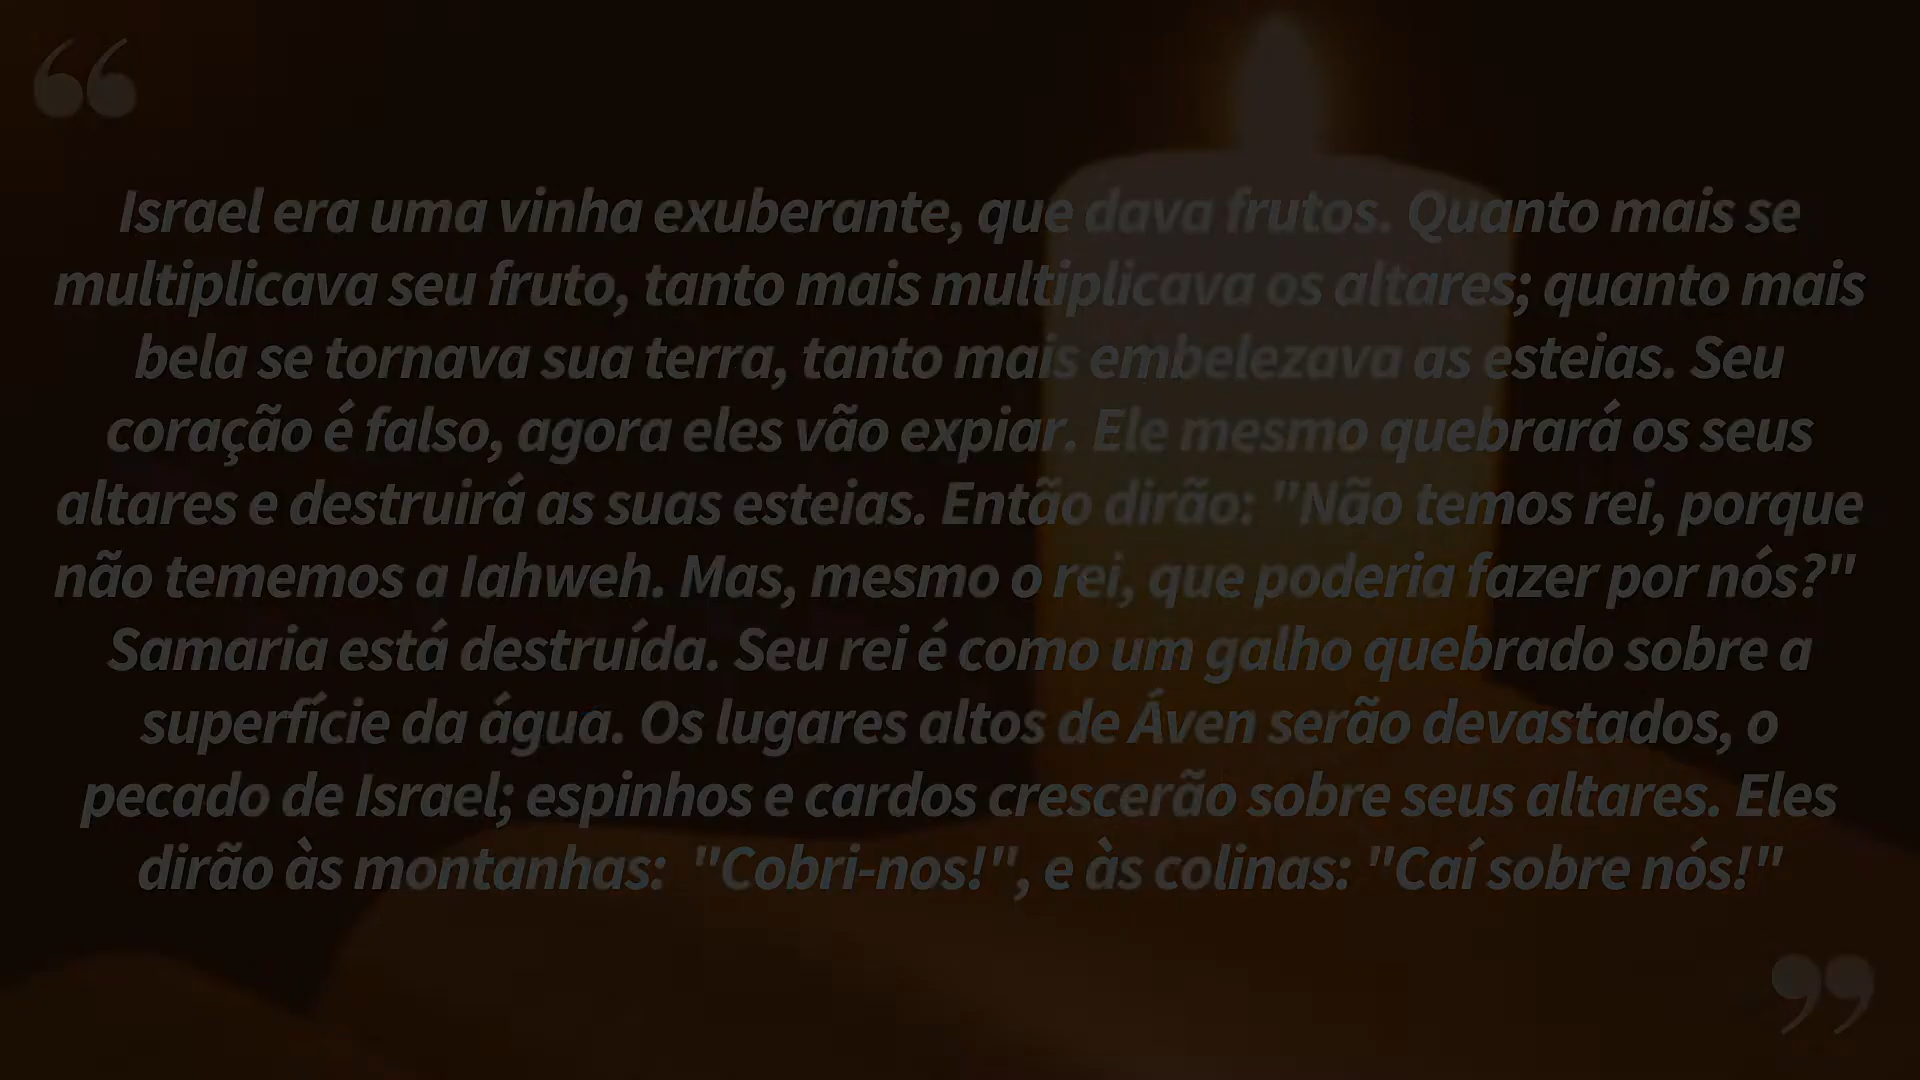 “
Israel era uma vinha exuberante, que dava frutos. Quanto mais se
multiplicava seu fruto, tanto mais multiplicava os altares; quanto mais
bela se tornava sua terra, tanto mais embelezava as esteias. Seu
coração é falso, agora eles vão expiar. Ele mesmo quebrará os seus
altares e destruirá as suas esteias. Então dirão: "Não temos rei, porque
não tememos a Iahweh. Mas, mesmo o rei, que poderia fazer por nós?"
Samaria está destruída. Seu rei é como um galho quebrado sobre a
superfície da água. Os lugares altos de Áven serão devastados, o
pecado de Israel; espinhos e cardos crescerão sobre seus altares. Eles
dirão às montanhas: "Cobri-nos!", e às colinas: "Caí sobre nós!"
”